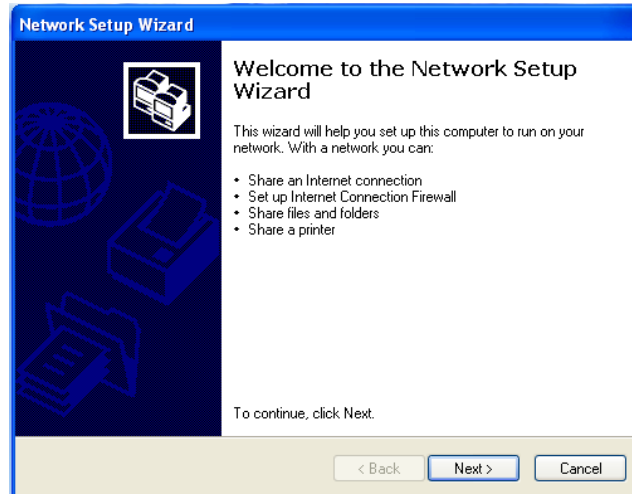 Network Setup Wizard
Welcome to the Network Setup
Wizard
This wizard will help you set up this computer to run on your
network. With a network you can:
• Share an Internet connection
• Set up Internet Connection Firewall
• Share files and folders
• Share a printer
To continue, click Next.
< Back Next > Cancel